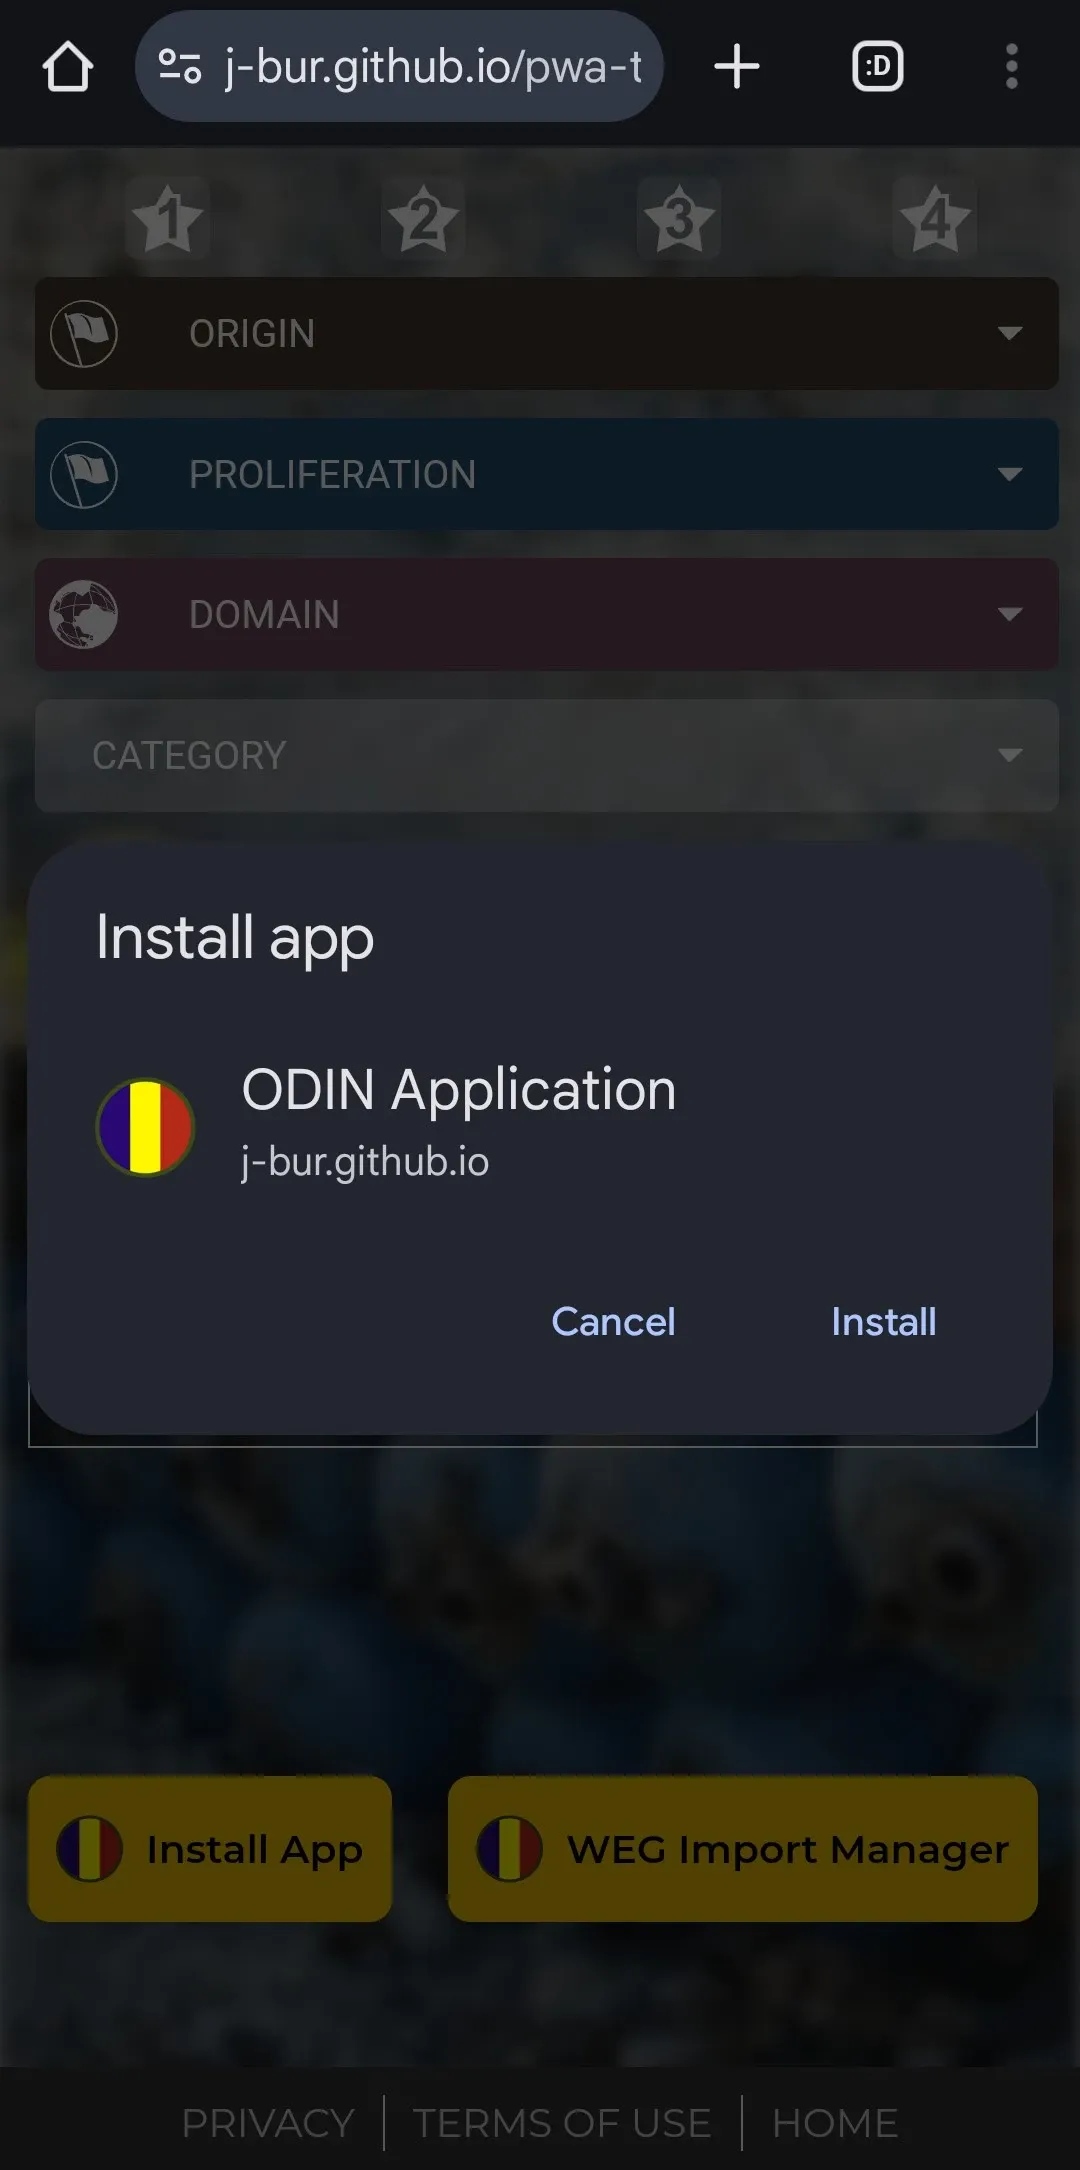 j-bur.github.io/pwa-t
:D
1
2
3
4
ORIGIN
PROLIFERATION
DOMAIN
CATEGORY
Install app
ODIN Application
j-bur.github.io
Cancel
Install
Install App
WEG Import Manager
PRIVACY
TERMS OF USE
HOME